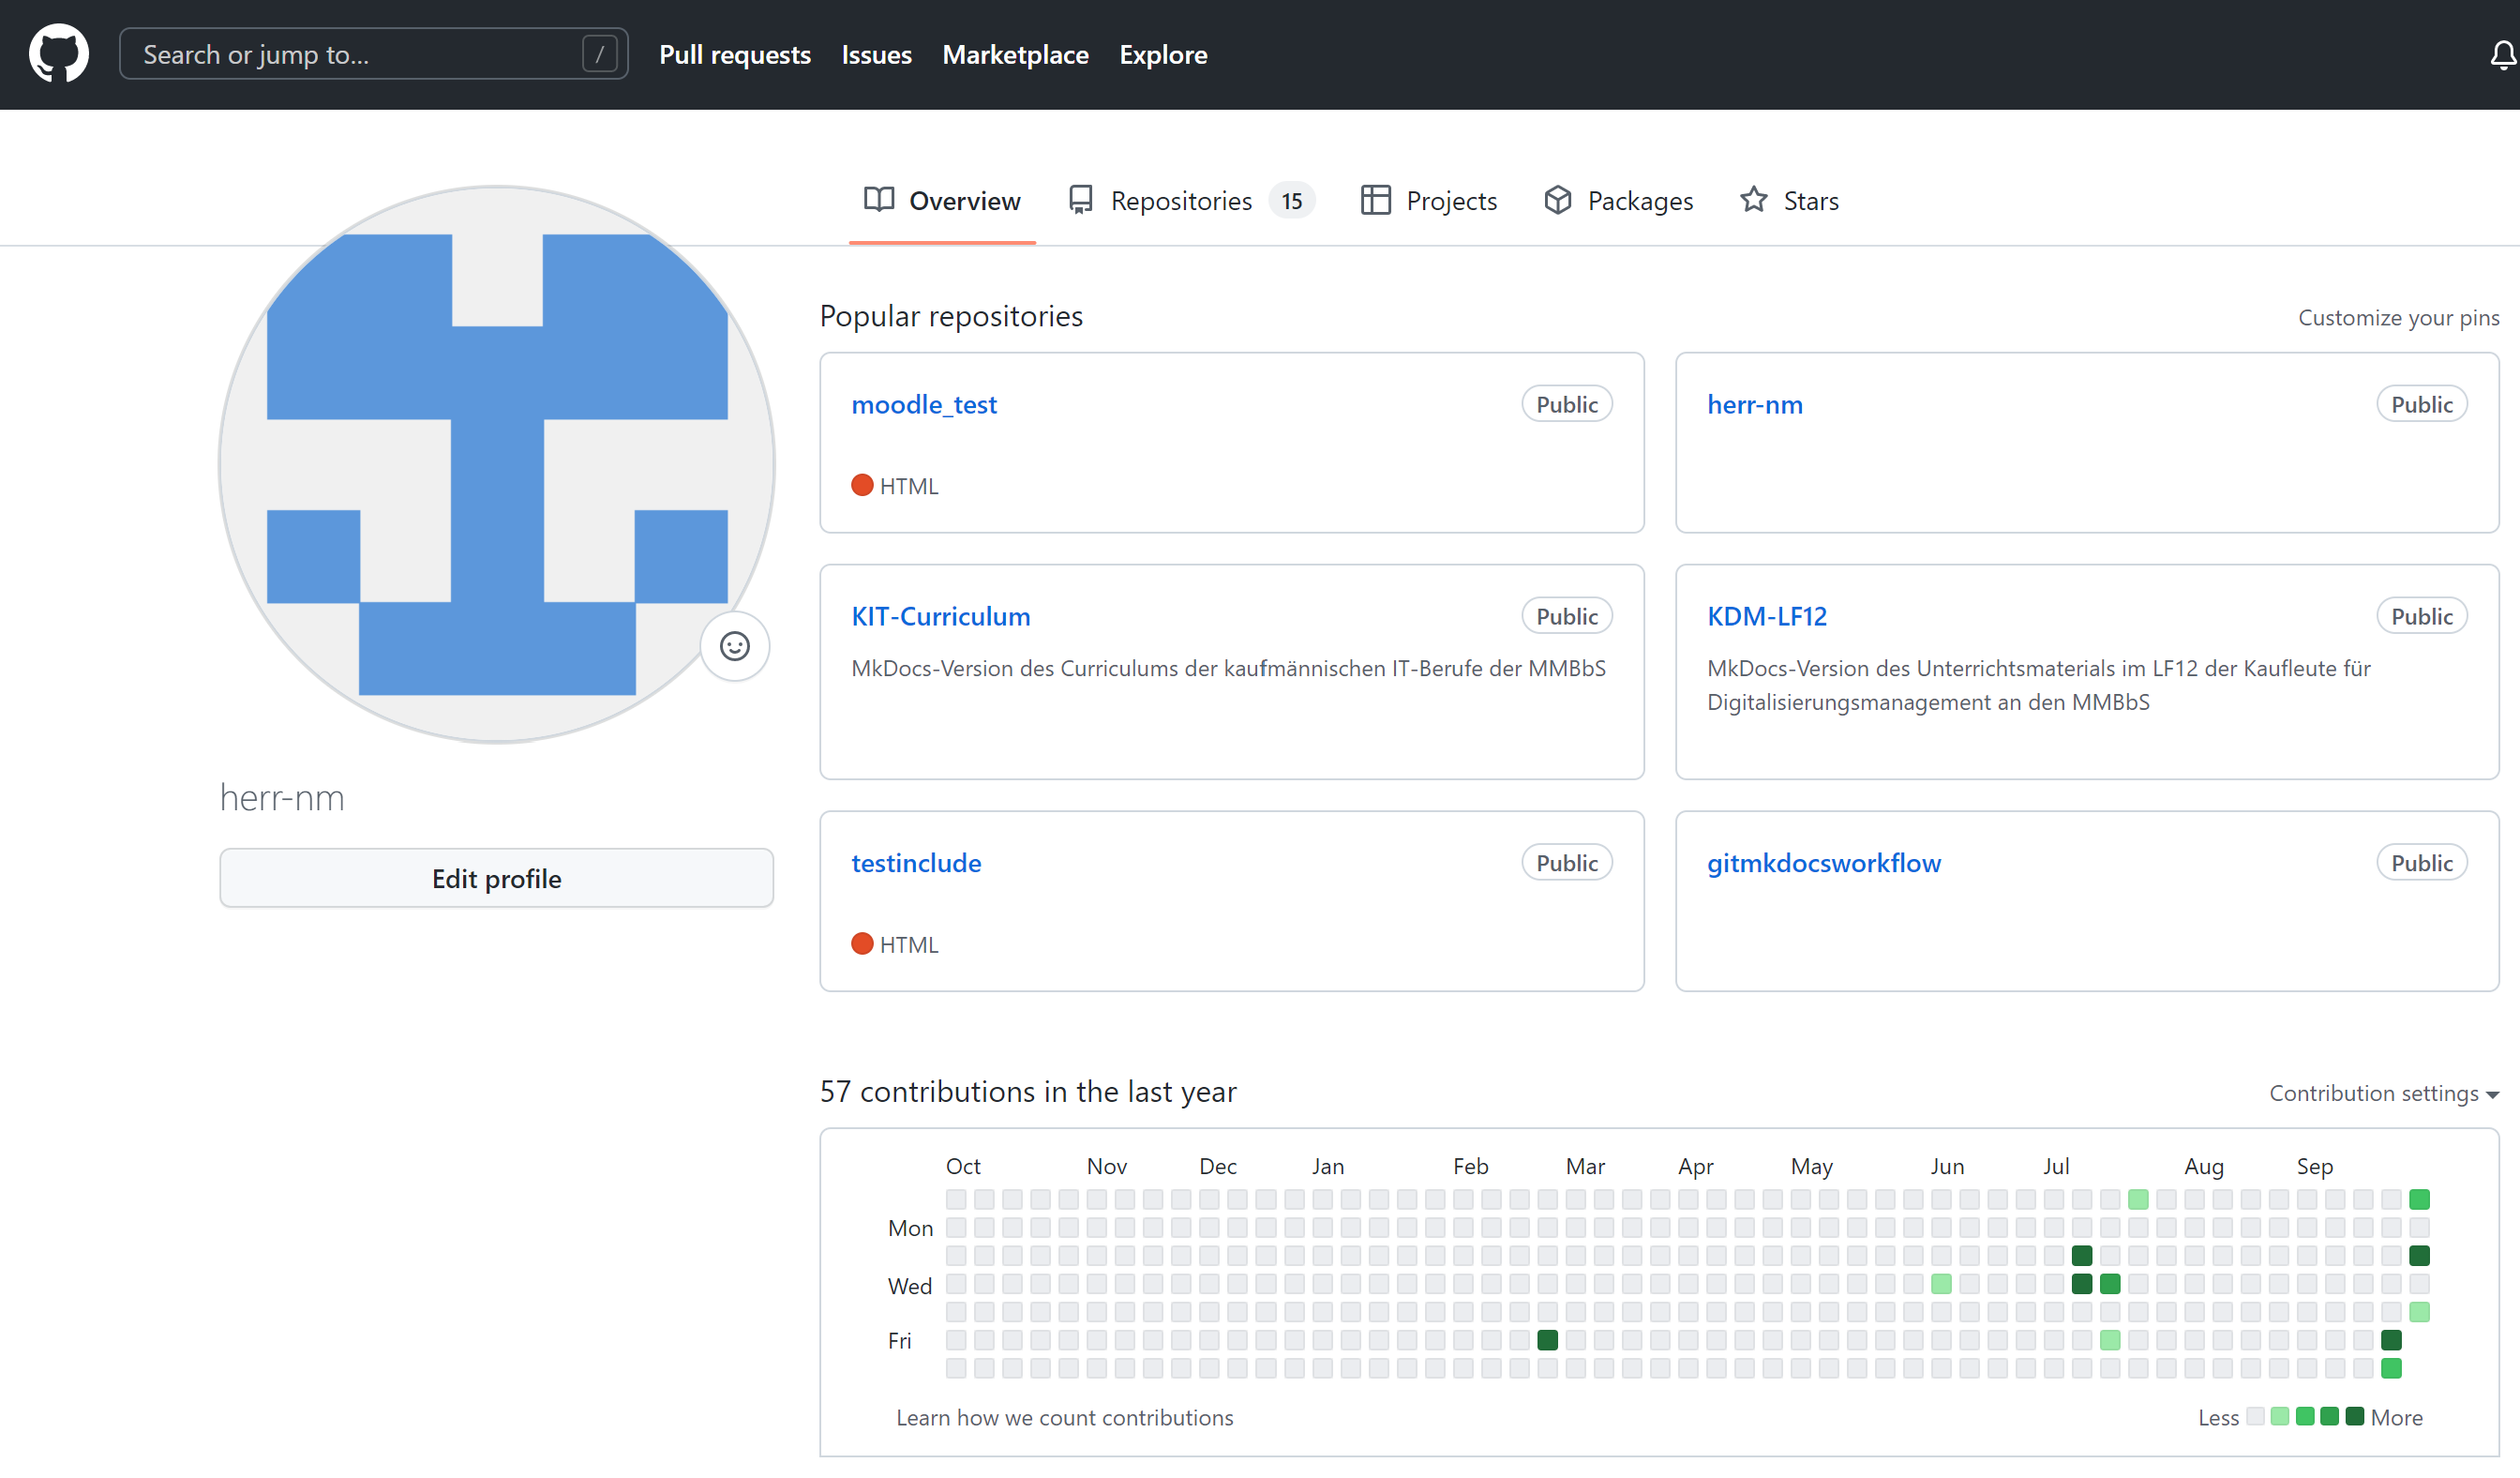 Search or jump to... / Pull requests Issues Marketplace Explore
Overview Repositories 15 Projects Packages Stars
Popular repositories Customize your pins
moodle_test Public
HTML
herr-nm Public
KIT-Curriculum Public
MkDocs-Version des Curriculums der kaufmännischen IT-Berufe der MMBbS
KDM-LF12 Public
MkDocs-Version des Unterrichtsmaterials im LF12 der Kaufleute für
Digitalisierungsmanagement an den MMBbS
testinclude Public
HTML
gitmkdocsworkflow Public
herr-nm
Edit profile
57 contributions in the last year Contribution settings
Oct Nov Dec Jan Feb Mar Apr May Jun Jul Aug Sep
Mon
Wed
Fri
Learn how we count contributions Less More